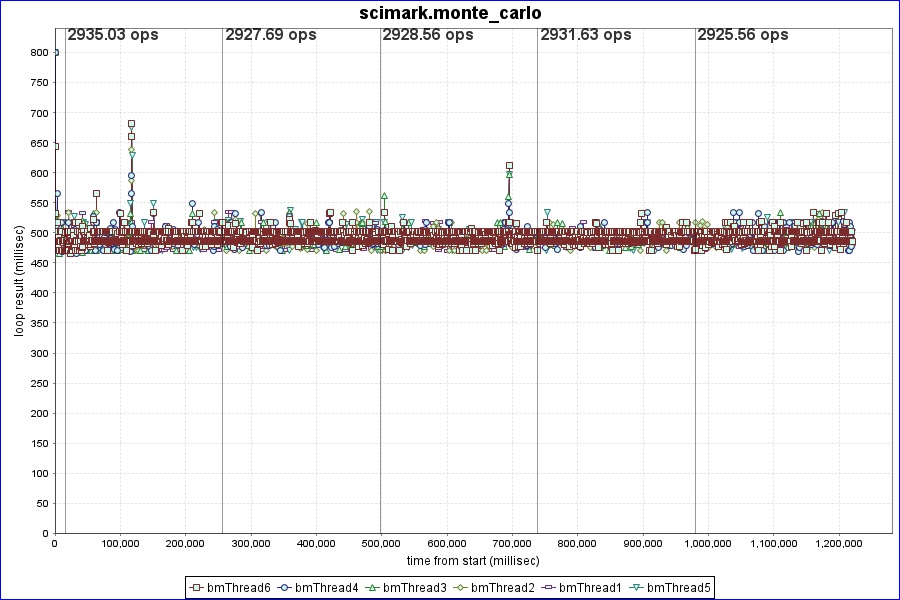 scimark.monte_carlo
2935.03 ops 2927.69 ops 2928.56 ops 2931.63 ops 2925.56 ops
800
750
700
650
600
550
500
450
400
350
300
250
200
150
100
50
0
loop result (millisec)
0 100,000 200,000 300,000 400,000 500,000 600,000 700,000 800,000 900,000 1,000,000 1,100,000 1,200,000
time from start (millisec)
bmThread6 bmThread4 bmThread3 bmThread2 bmThread1 bmThread5